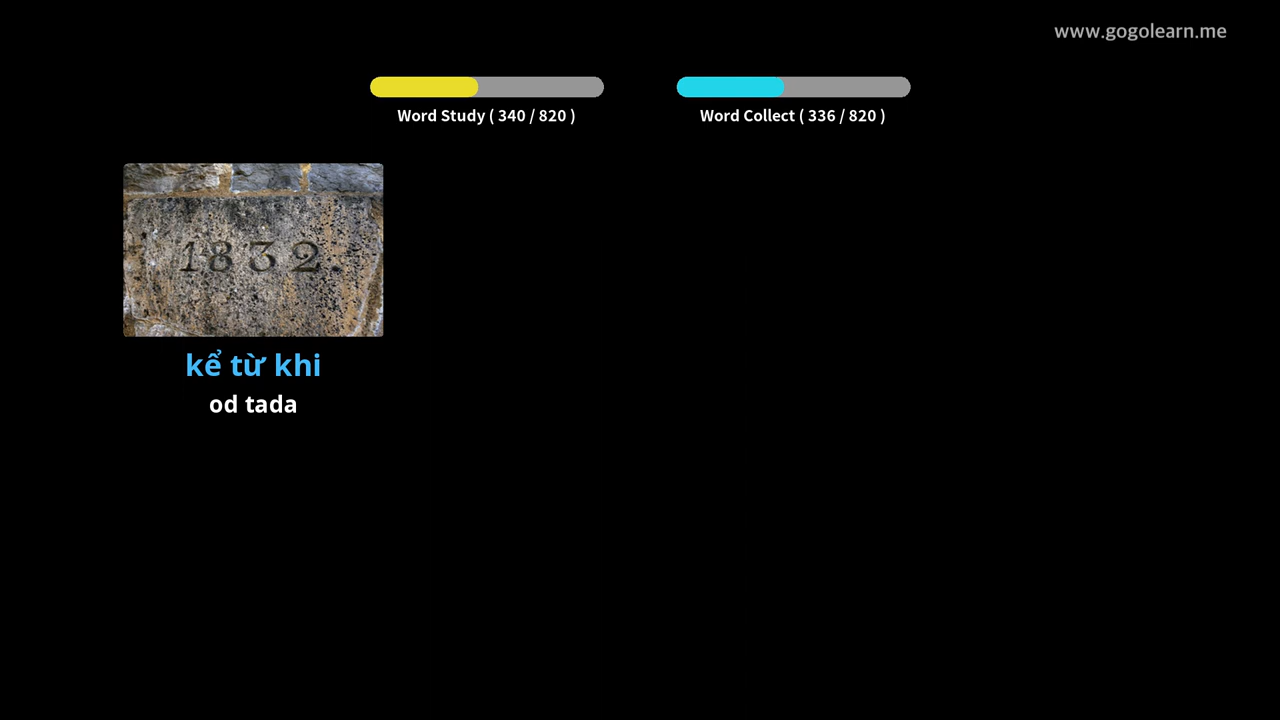 www.gogolearn.me
Word Study ( 340 / 820 )
Word Collect ( 336 / 820 )
1832.
kể từ khi
od tada